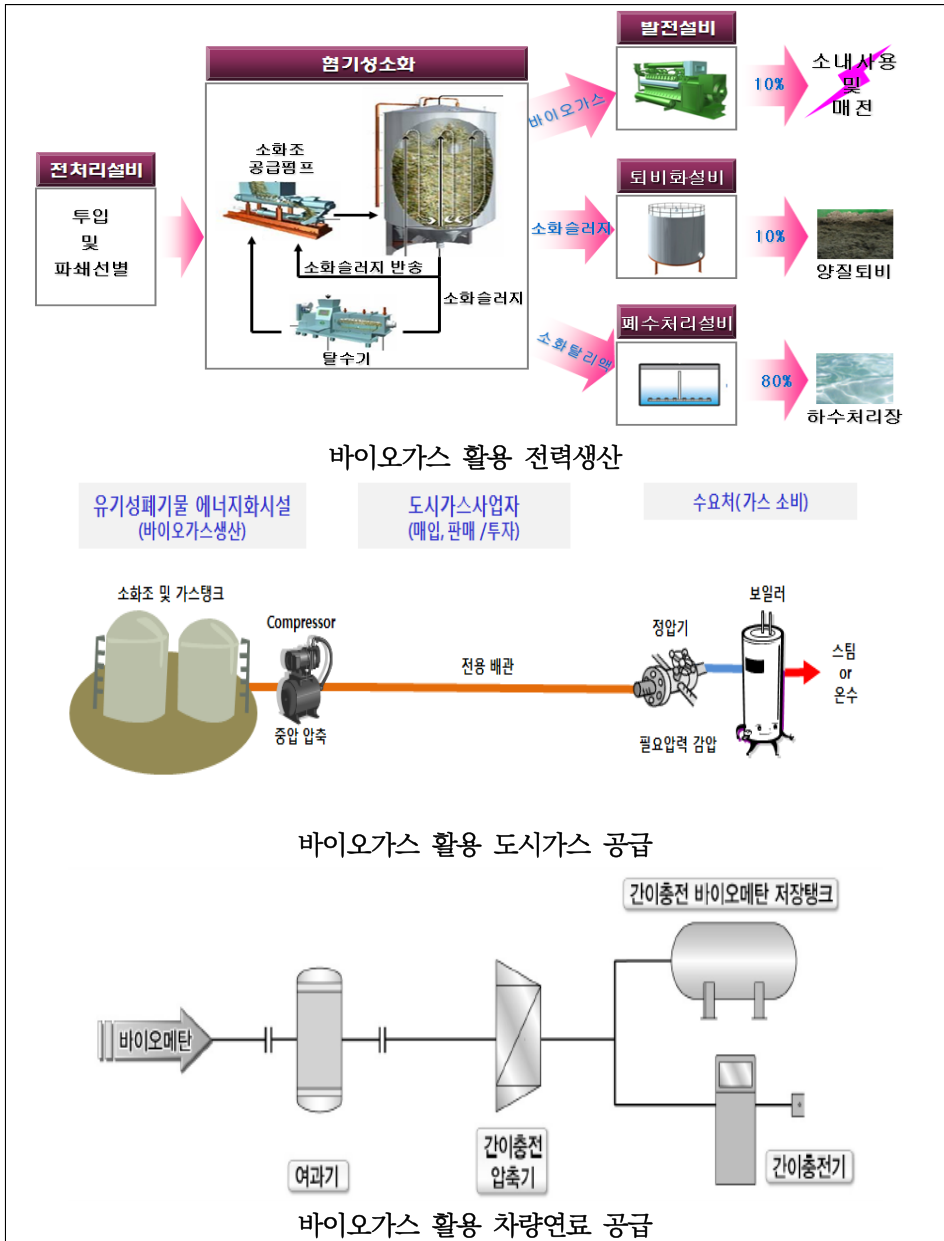 발전설비
혐기성소화
바이오가스
10%
소내사용
및
매전
전처리설비
투입
및
파쇄선별
소화조
공급펌프
퇴비화설비
소화슬러지
10%
양질퇴비
소화슬러지 반송
소화슬러지
탈수기
폐수처리설비
소화탈리액
80%
하수처리장
바이오가스 활용 전력생산
유기성폐기물 에너지화시설
(바이오가스생산)
도시가스사업자
(매입, 판매 /투자)
수요처(가스 소비)
소화조 및 가스탱크
Compressor
중압 압축
전용 배관
정압기
필요압력 감압
보일러
스팀
or
온수
바이오가스 활용 도시가스 공급
간이충전 바이오메탄 저장탱크
바이오메탄
여과기
간이충전
압축기
간이충전기
바이오가스 활용 차량연료 공급